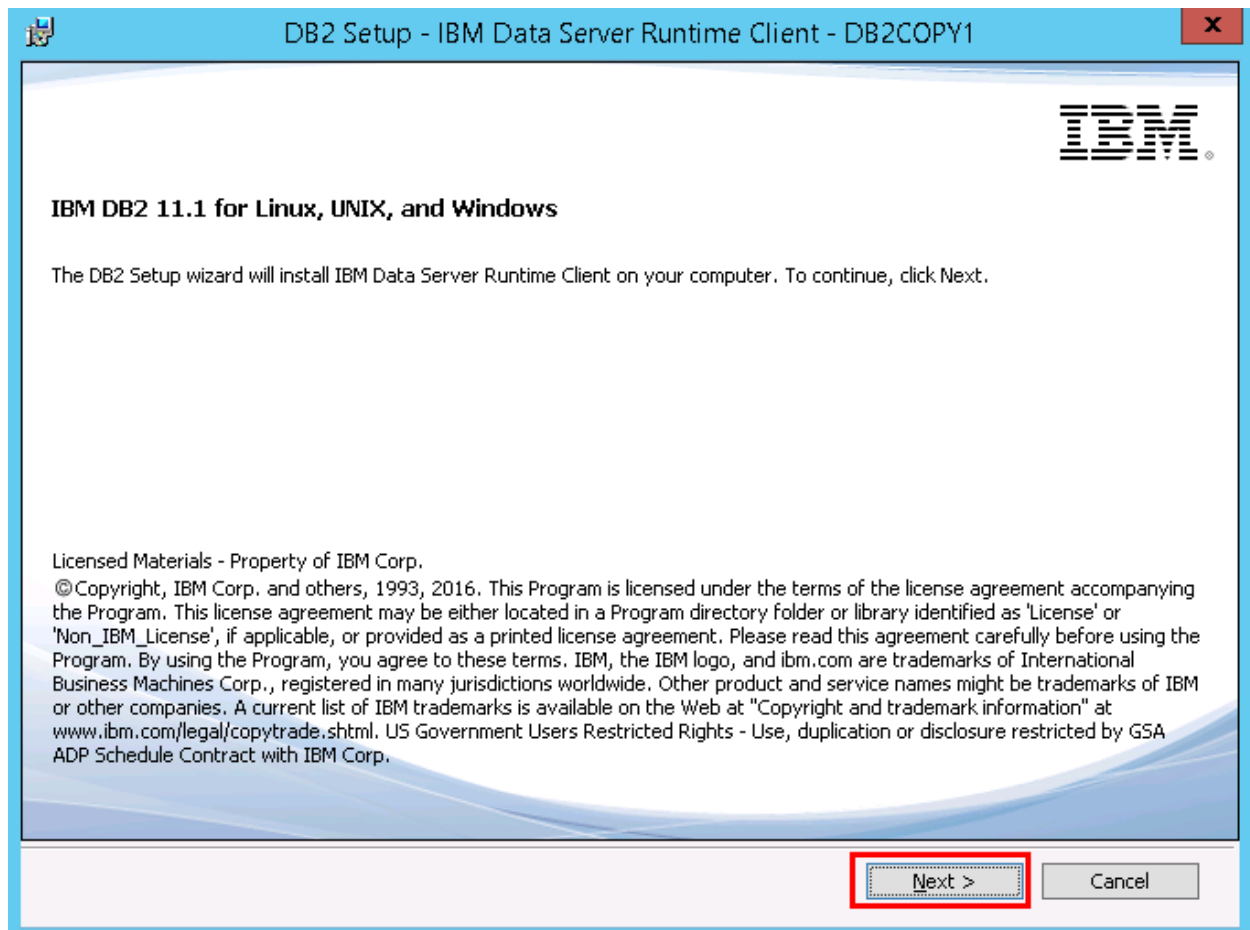 DB2 Setup - IBM Data Server Runtime Client - DB2COPY1
x
IBM
IBM DB2 11.1 for Linux, UNIX, and Windows
The DB2 Setup wizard will install IBM Data Server Runtime Client on your computer. To continue, click Next.
Licensed Materials - Property of IBM Corp.
©Copyright, IBM Corp. and others, 1993, 2016. This Program is licensed under the terms of the license agreement accompanying
the Program. This license agreement may be either located in a Program directory folder or library identified as 'License' or
'Non_IBM_License', if applicable, or provided as a printed license agreement. Please read this agreement carefully before using the
Program. By using the Program, you agree to these terms. IBM, the IBM logo, and ibm.com are trademarks of International
Business Machines Corp., registered in many jurisdictions worldwide. Other product and service names might be trademarks of IBM
or other companies. A current list of IBM trademarks is available on the Web at "Copyright and trademark information" at
www.ibm.com/legal/copytrade.shtml. US Government Users Restricted Rights - Use, duplication or disclosure restricted by GSA
ADP Schedule Contract with IBM Corp.
Next >
Cancel